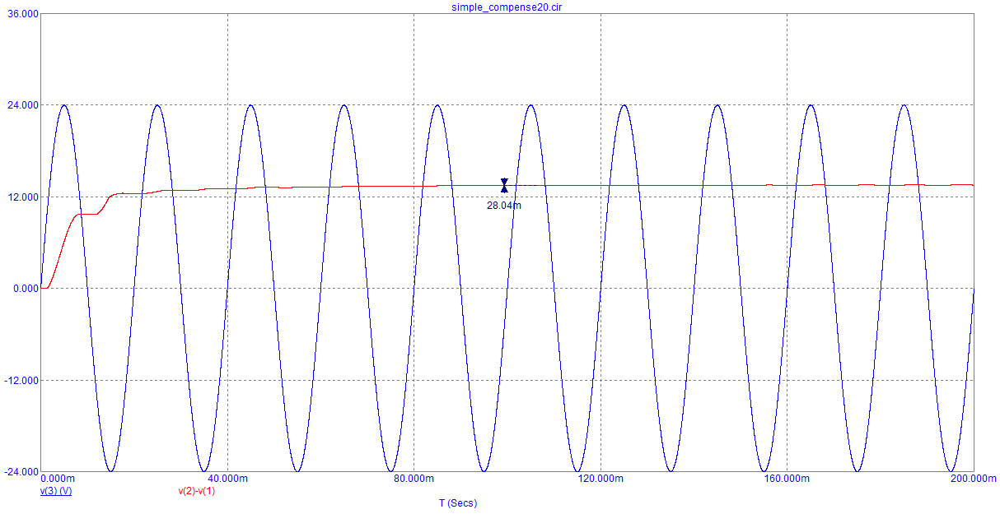 simple_compense20.cir
36.000
24.000
12.000
0.000
-12.000
-24.000
28.04m
0.000m 40.000m 80.000m 120.000m 160.000m 200.000m
v(3) (V) v(2)-v(1)
T (Secs)